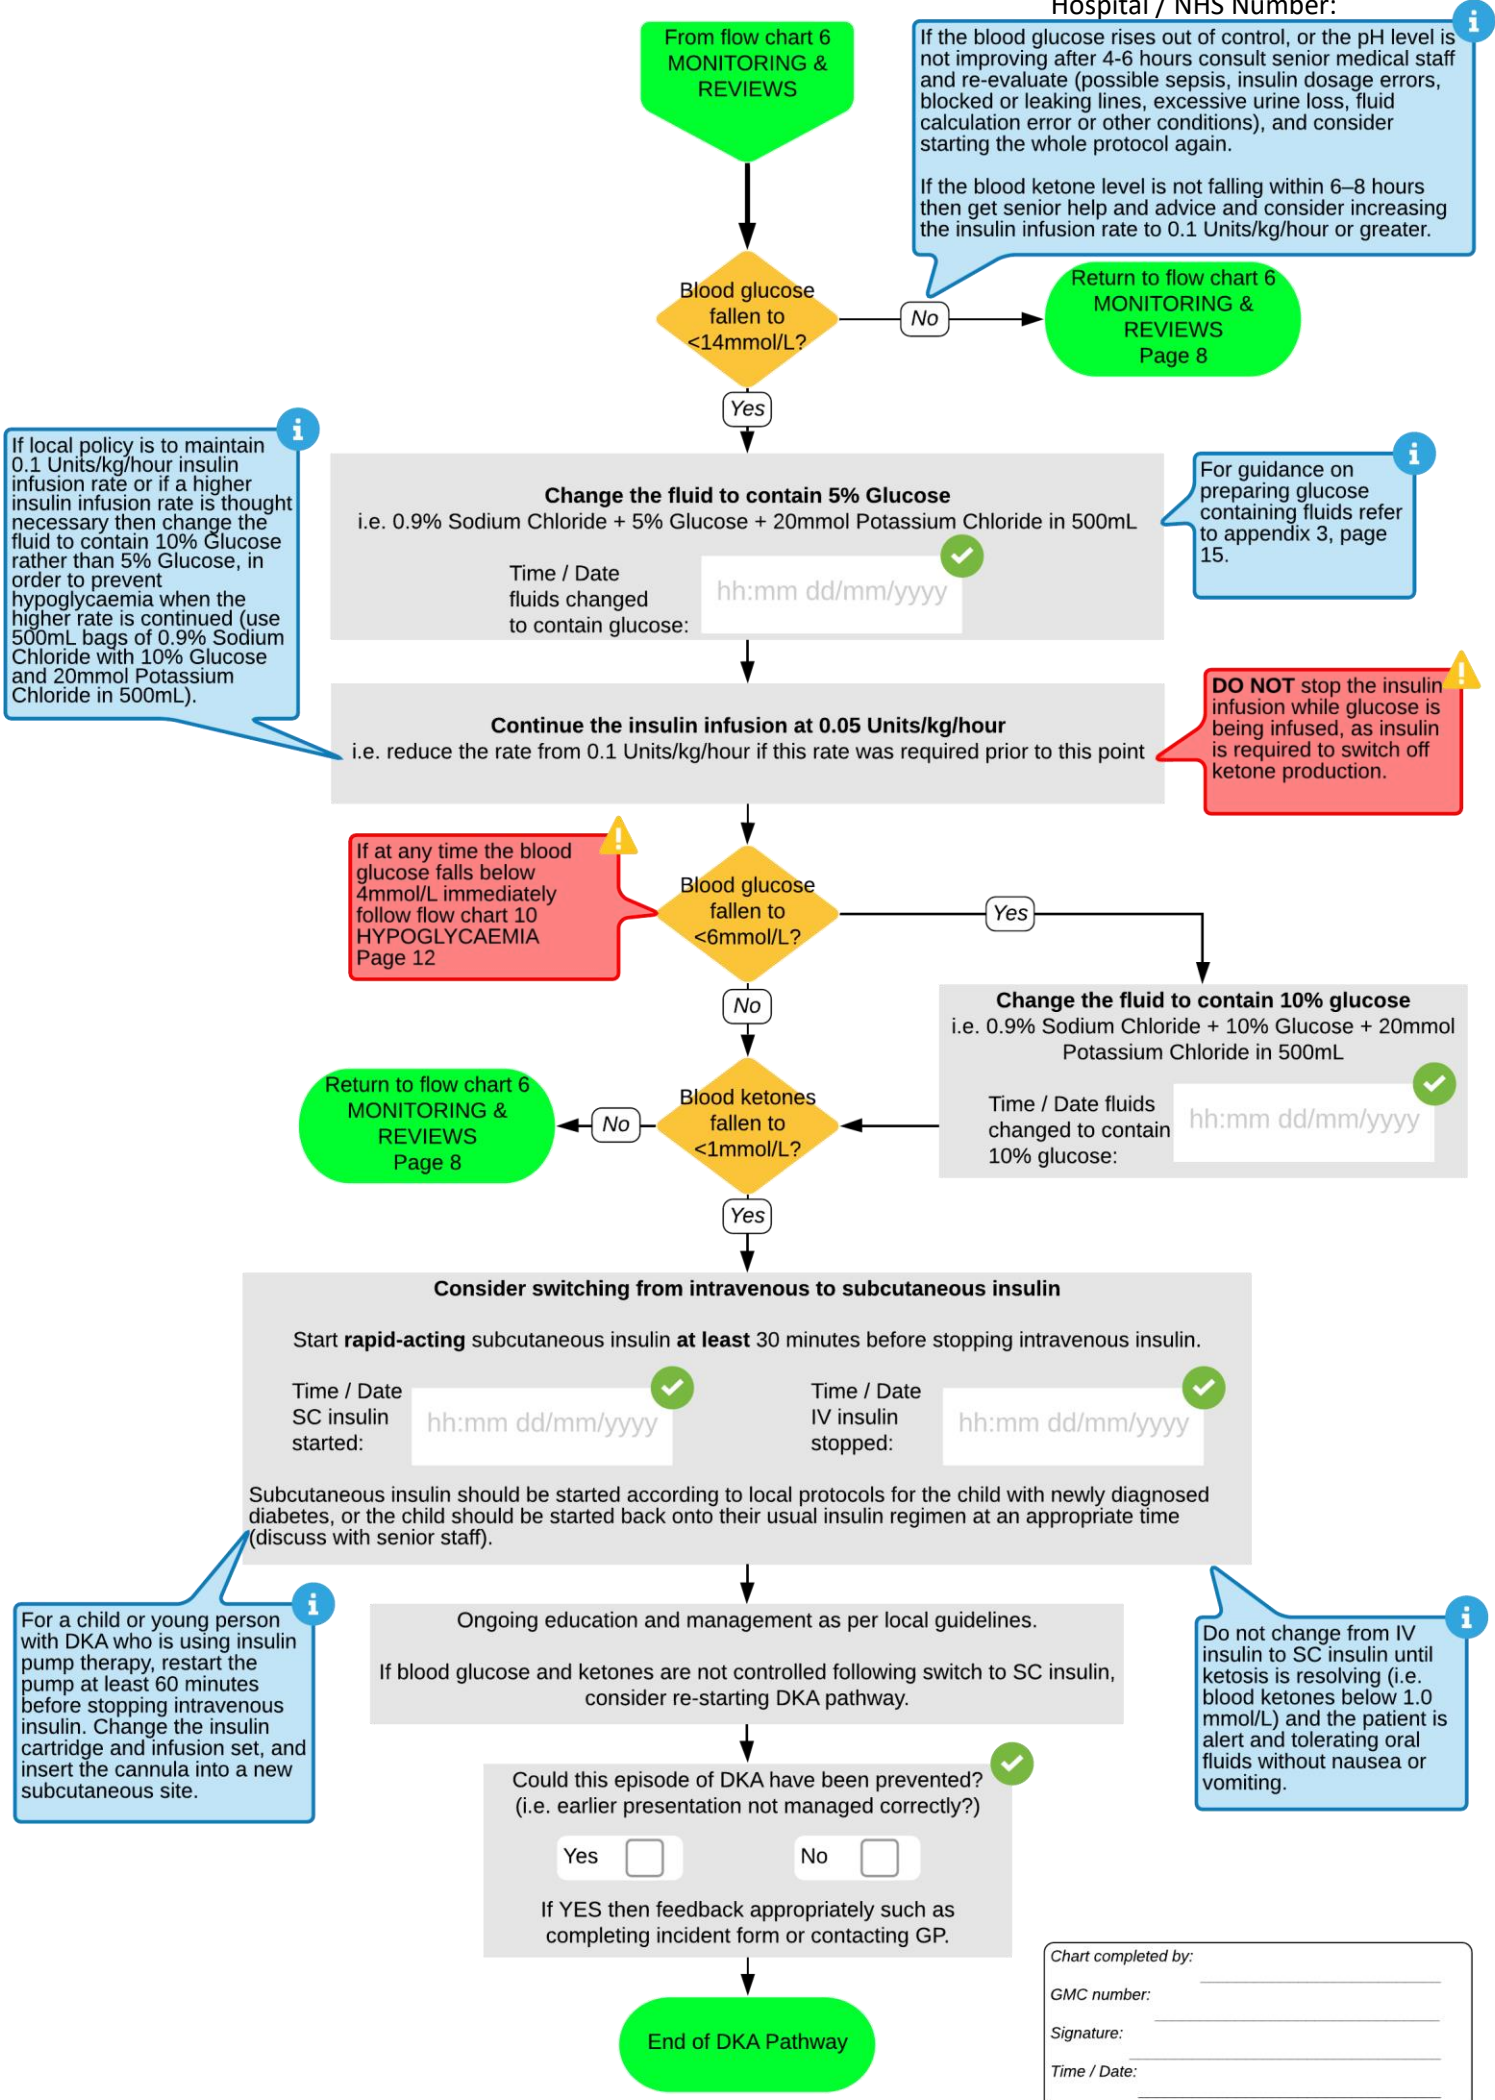 Hospital / NHS Number:
From flow chart 6
MONITORING &
REVIEWS
If the blood glucose rises out of control, or the pH level is
not improving after 4-6 hours consult senior medical staff
and re-evaluate (possible sepsis, insulin dosage errors,
blocked or leaking lines, excessive urine loss, fluid
calculation error or other conditions), and consider
starting the whole protocol again.
If the blood ketone level is not falling within 6–8 hours
then get senior help and advice and consider increasing
the insulin infusion rate to 0.1 Units/kg/hour or greater.
Blood glucose
fallen to
<14mmol/L?
No
Return to flow chart 6
MONITORING &
REVIEWS
Page 8
Yes
If local policy is to maintain
0.1 Units/kg/hour insulin
infusion rate or if a higher
insulin infusion rate is thought
necessary then change the
fluid to contain 10% Glucose
rather than 5% Glucose, in
order to prevent
hypoglycaemia when the
higher rate is continued (use
500mL bags of 0.9% Sodium
Chloride with 10% Glucose
and 20mmol Potassium
Chloride in 500mL).
Change the fluid to contain 5% Glucose
i.e. 0.9% Sodium Chloride + 5% Glucose + 20mmol Potassium Chloride in 500mL
Time / Date
fluids changed
to contain glucose:
hh:mm dd/mm/yyyy
For guidance on
preparing glucose
containing fluids refer
to appendix 3, page
15.
Continue the insulin infusion at 0.05 Units/kg/hour
i.e. reduce the rate from 0.1 Units/kg/hour if this rate was required prior to this point
DO NOT stop the insulin
infusion while glucose is
being infused, as insulin
is required to switch off
ketone production.
If at any time the blood
glucose falls below
4mmol/L immediately
follow flow chart 10
HYPOGLYCAEMIA
Page 12
Blood glucose
fallen to
<6mmol/L?
Yes
No
Change the fluid to contain 10% glucose
i.e. 0.9% Sodium Chloride + 10% Glucose + 20mmol
Potassium Chloride in 500mL
Time / Date fluids
changed to contain
10% glucose:
hh:mm dd/mm/yyyy
Return to flow chart 6
MONITORING &
REVIEWS
Page 8
No
Blood ketones
fallen to
<1mmol/L?
Yes
Consider switching from intravenous to subcutaneous insulin
Start rapid-acting subcutaneous insulin at least 30 minutes before stopping intravenous insulin.
Time / Date
SC insulin
started:
hh:mm dd/mm/yyyy
Time / Date
IV insulin
stopped:
hh:mm dd/mm/yyyy
Subcutaneous insulin should be started according to local protocols for the child with newly diagnosed
diabetes, or the child should be started back onto their usual insulin regimen at an appropriate time
(discuss with senior staff).
For a child or young person
with DKA who is using insulin
pump therapy, restart the
pump at least 60 minutes
before stopping intravenous
insulin. Change the insulin
cartridge and infusion set, and
insert the cannula into a new
subcutaneous site.
Ongoing education and management as per local guidelines.
If blood glucose and ketones are not controlled following switch to SC insulin,
consider re-starting DKA pathway.
Do not change from IV
insulin to SC insulin until
ketosis is resolving (i.e.
blood ketones below 1.0
mmol/L) and the patient is
alert and tolerating oral
fluids without nausea or
vomiting.
Could this episode of DKA have been prevented?
(i.e. earlier presentation not managed correctly?)
Yes
No
If YES then feedback appropriately such as
completing incident form or contacting GP.
End of DKA Pathway
Chart completed by:
GMC number:
Signature:
Time / Date: